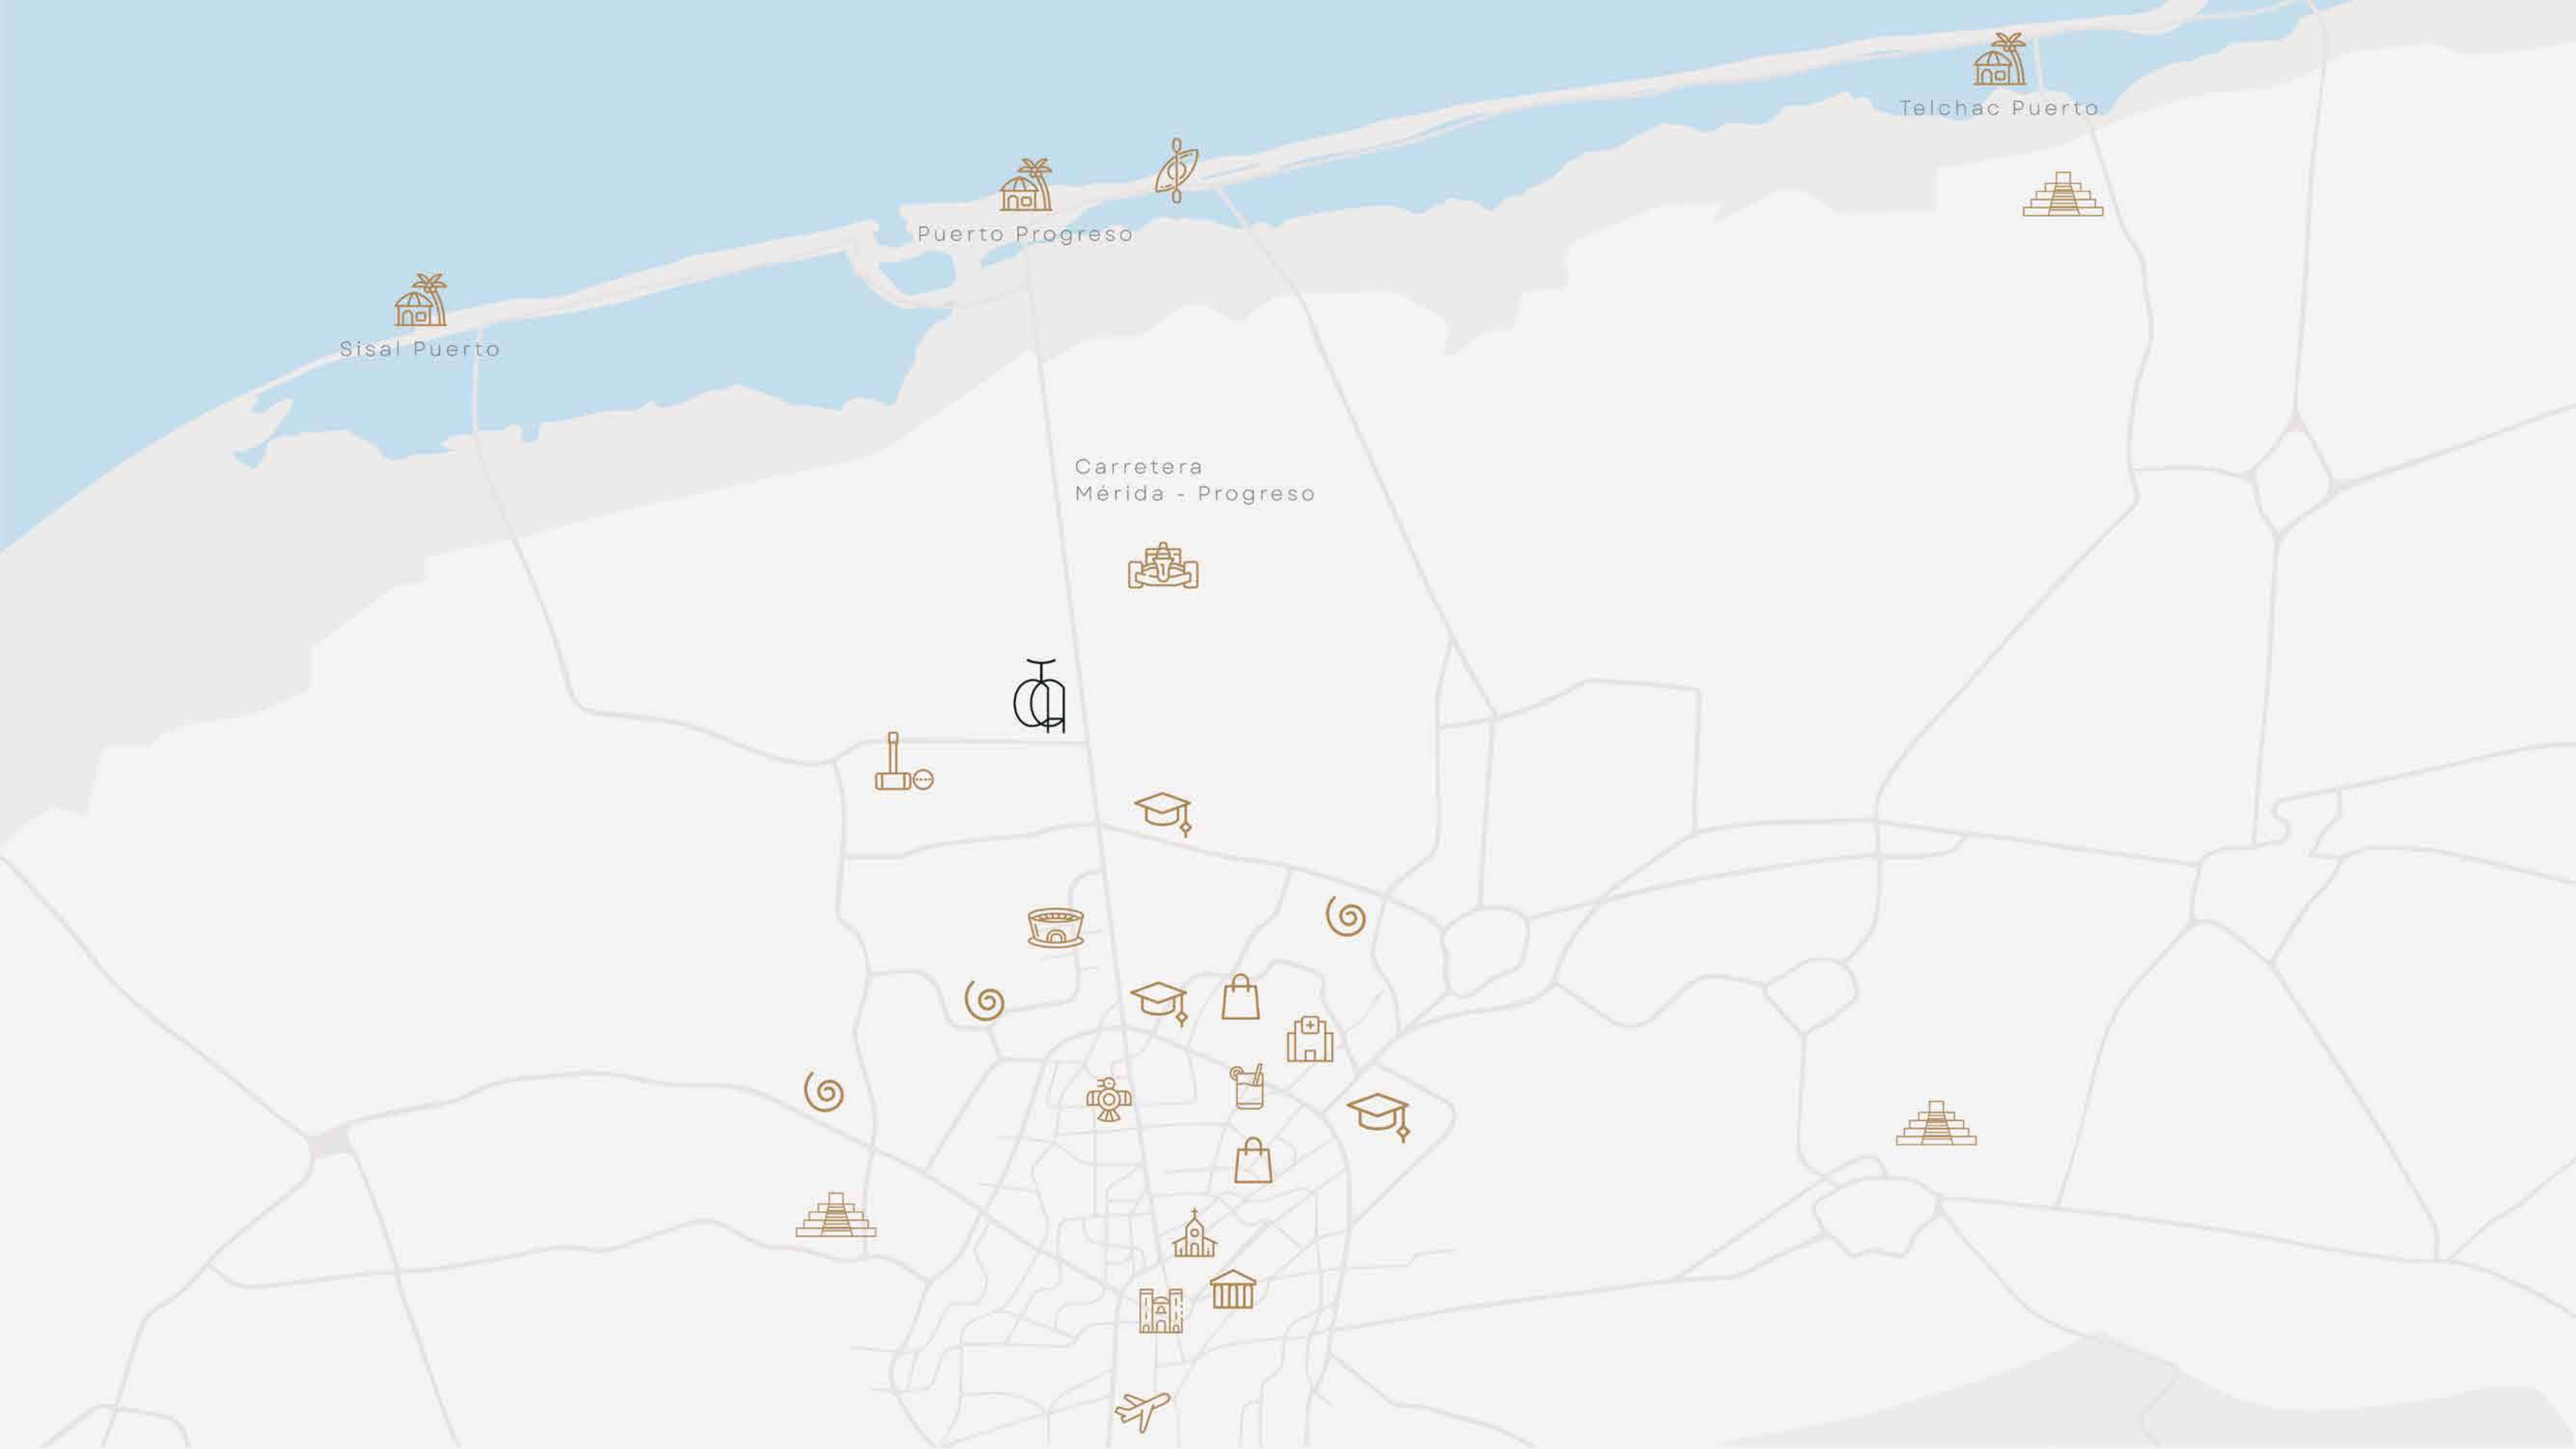 Telchac Puerto
Puerto Progreso
Sisal Puerto
Carretera
Mérida - Progreso